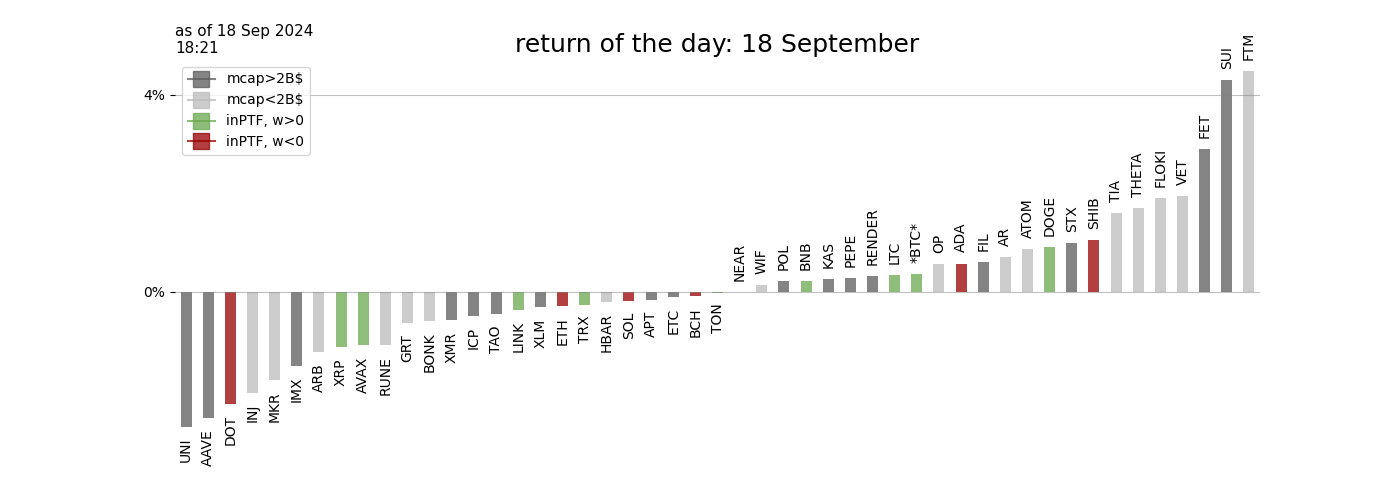 as of 18 Sep 2024
18:21
return of the day: 18 September
mcap>2B$
mcap<2B$
inPTF, w>0
inPTF, w<0
4%
0%
UNI
AAVE
DOT
INJ
MKR
IMX
ARB
XRP
AVAX
RUNE
GRT
BONK
XMR
ICP
TAO
LINK
XLM
ETH
TRX
HBAR
SOL
APT
ETC
BCH
TON
NEAR
WIF
POL
BNB
KAS
PEPE
RENDER
LTC
*BTC*
OP
ADA
FIL
AR
ATOM
DOGE
STX
SHIB
TIA
THETA
FLOKI
VET
FET
SUI
FTM